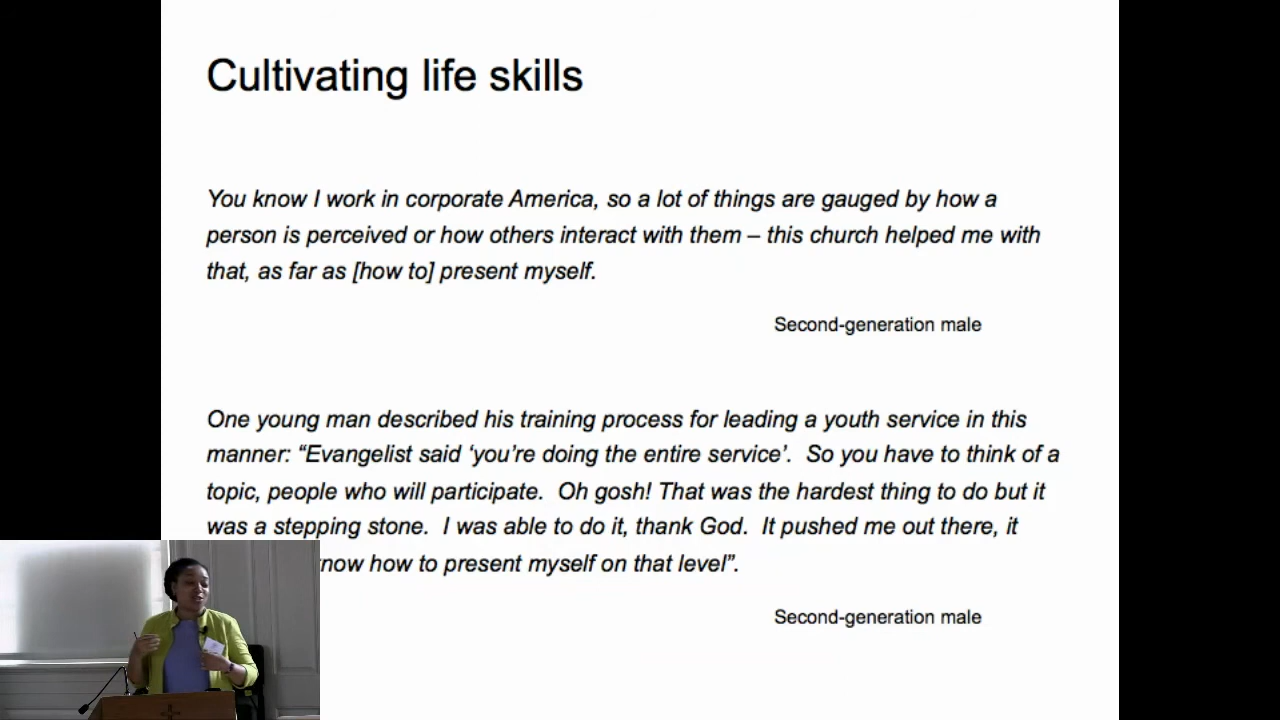 Cultivating life skills
You know I work in corporate America, so a lot of things are gauged by how a
person is perceived or how others interact with them – this church helped me with
that, as far as [how to] present myself.
Second-generation male
One young man described his training process for leading a youth service in this
manner: “Evangelist said ‘you’re doing the entire service’.  So you have to think of a
topic, people who will participate.  Oh gosh! That was the hardest thing to do but it
was a stepping stone.  I was able to do it, thank God.  It pushed me out there, it
how to present myself on that level”.
Second-generation male